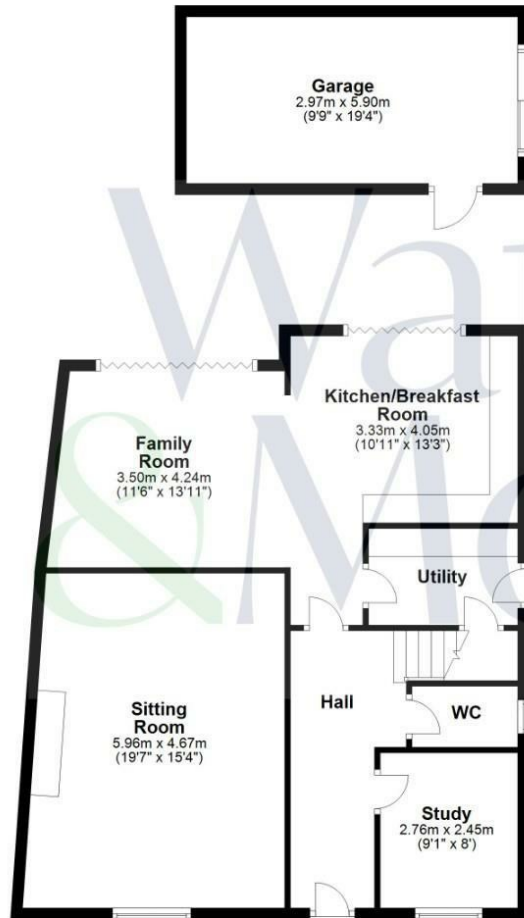 Garage
2.97m x 5.90m
(9'9" x 19'4")
Wa
Kitchen/Breakfast
Room
3.33m x 4.05m
(10'11" x 13'3")
Family
Room
3.50m x 4.24m
(11'6" x 13'11")
&Mo
Utility
Hall
WC
Sitting
Room
5.96m x 4.67m
(19'7" x 15'4")
Study
2.76m x 2.45m
(9'1" x 8')